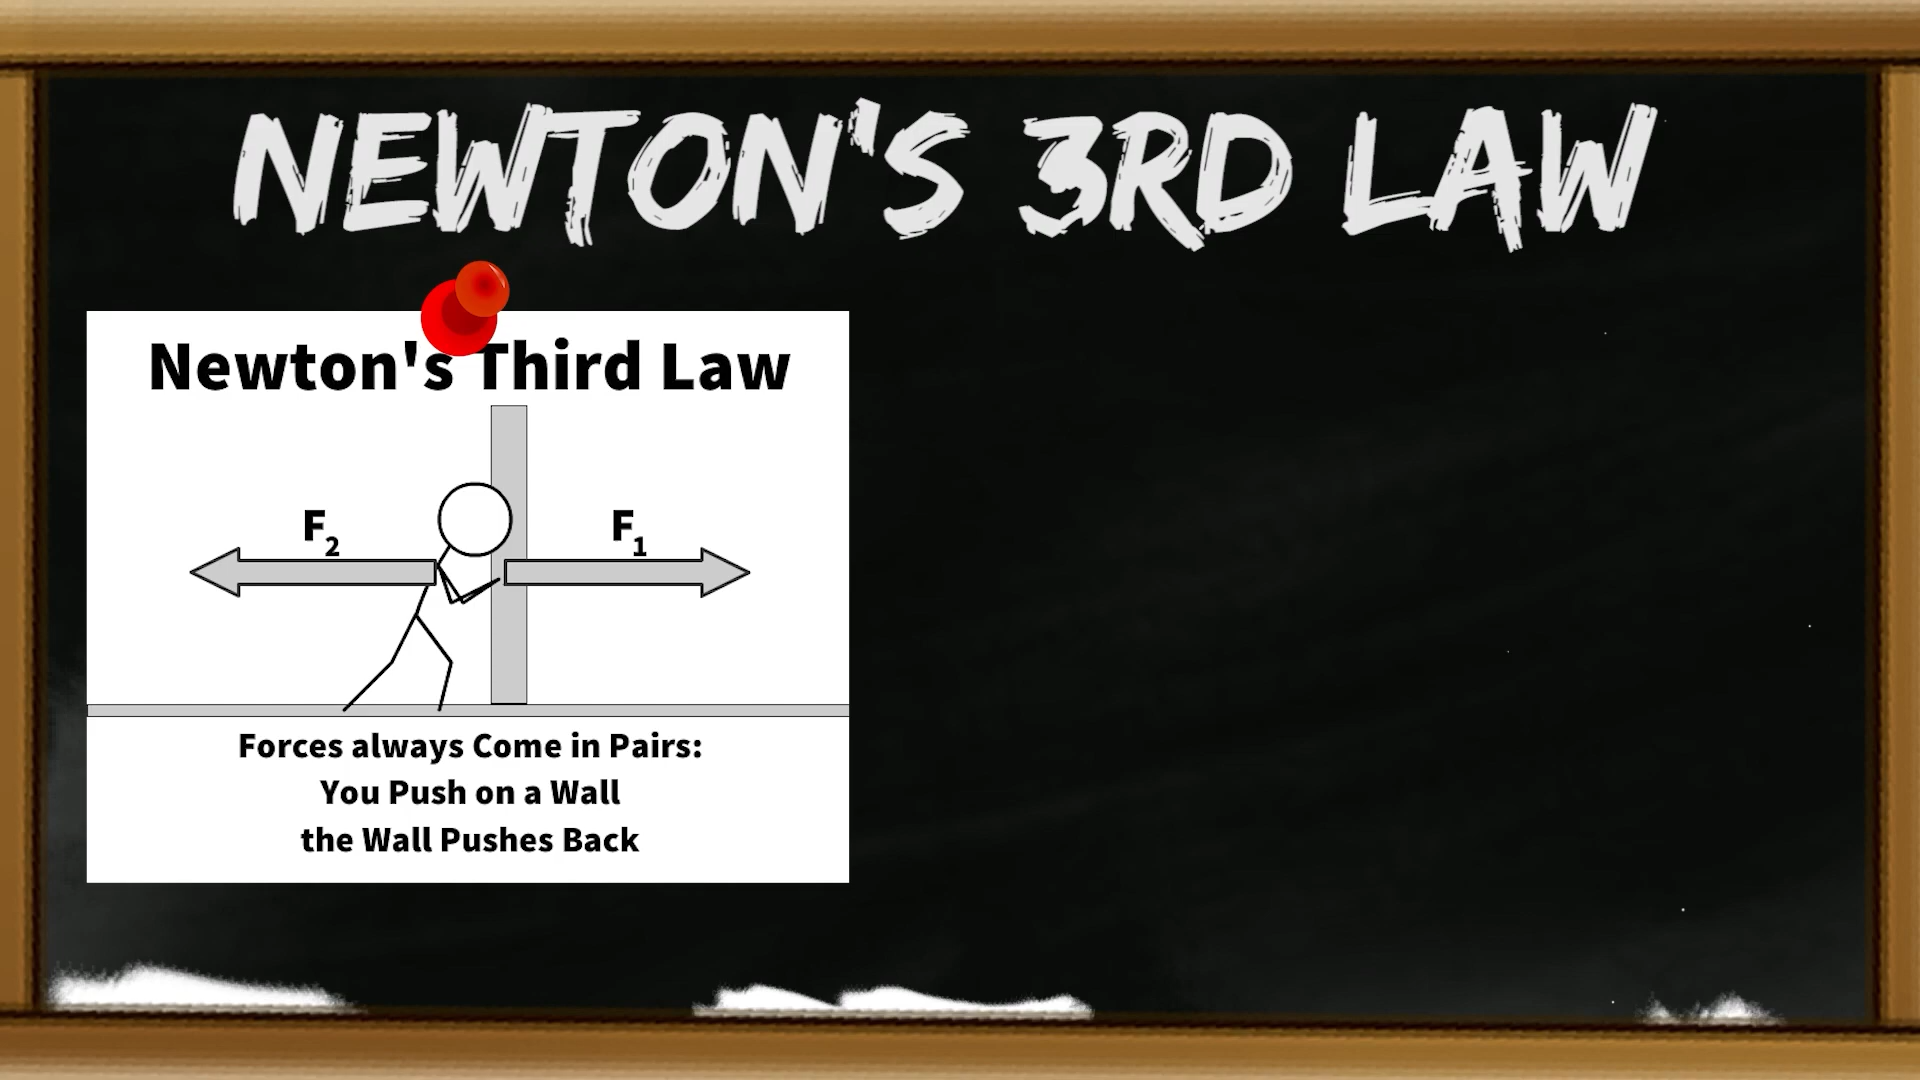 NEWTON'S 3RD LAW
Newton's Third Law
F2 F1
Forces always Come in Pairs:
You Push on a Wall
the Wall Pushes Back